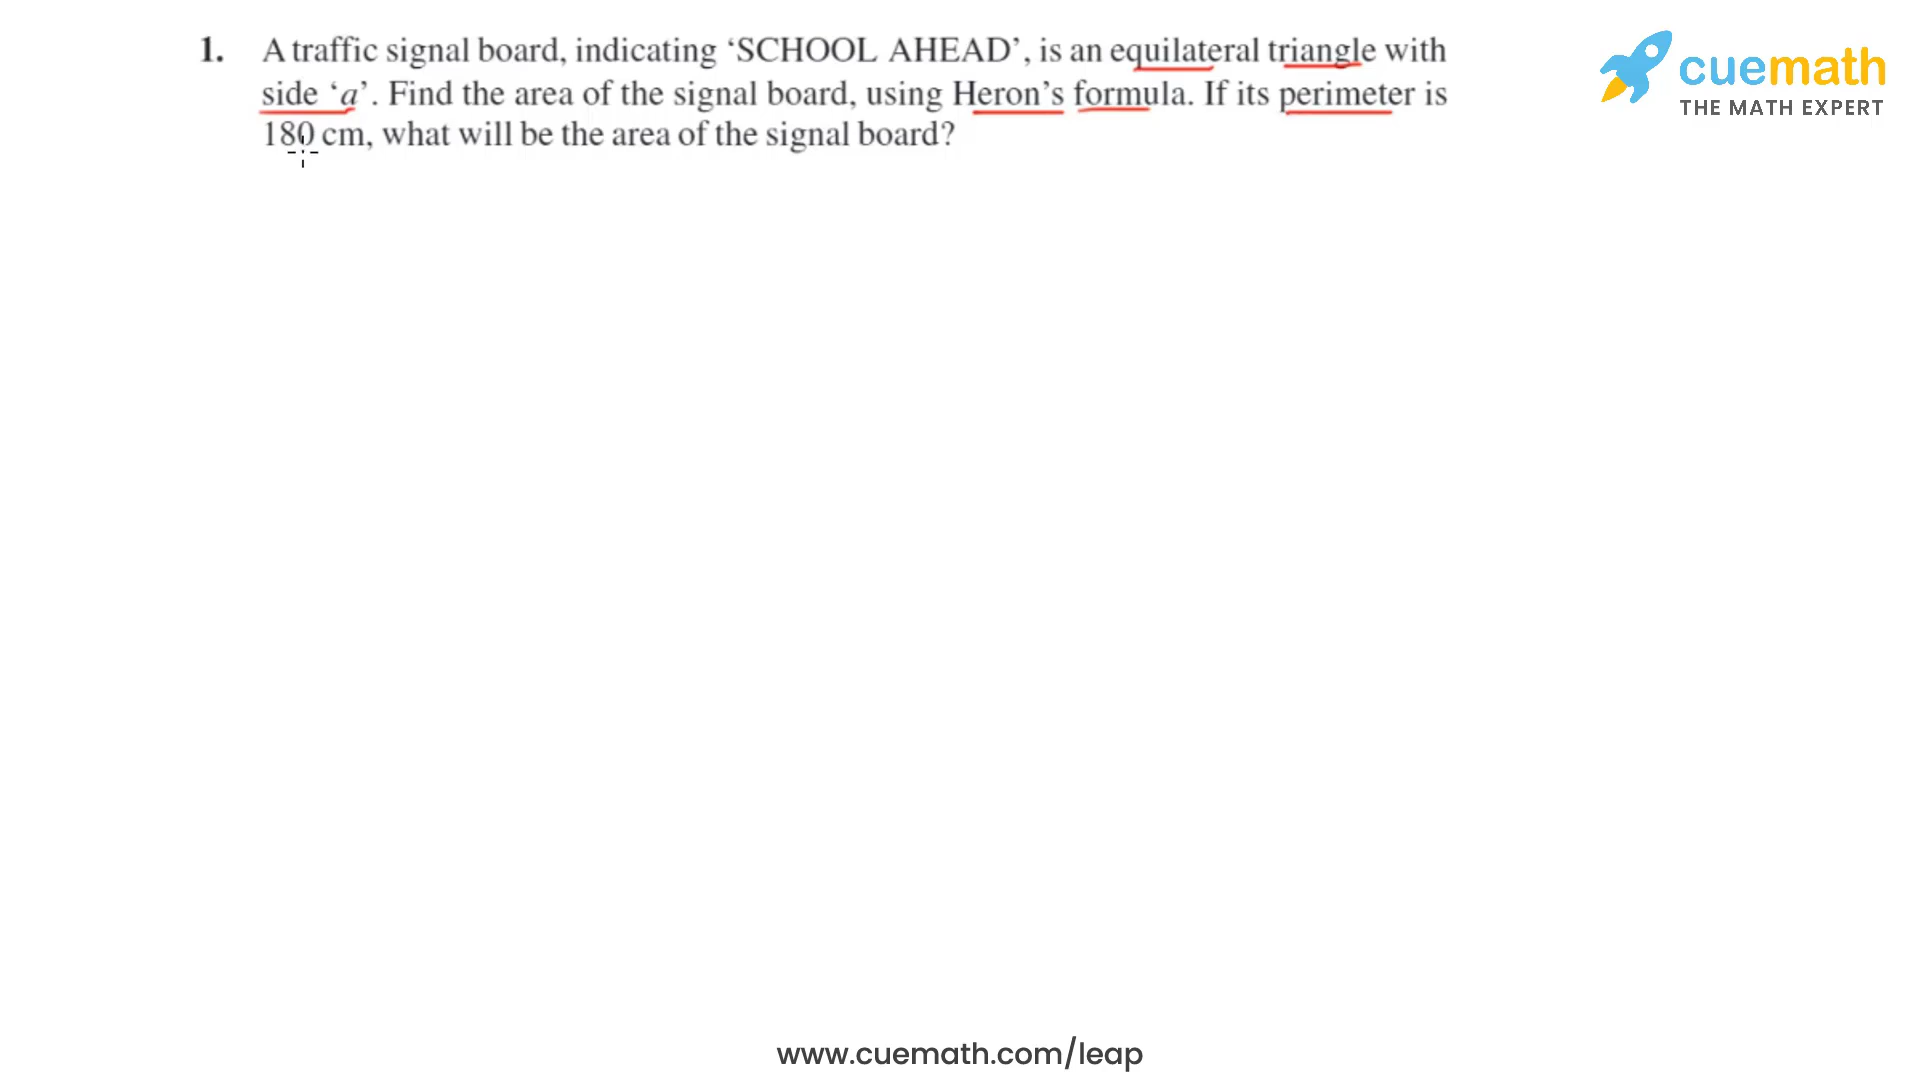 1. A traffic signal board, indicating ‘SCHOOL AHEAD’, is an equilateral triangle with
side ‘a’. Find the area of the signal board, using Heron’s formula. If its perimeter is
180 cm, what will be the area of the signal board?
cuemath
THE MATH EXPERT
www.cuemath.com/leap